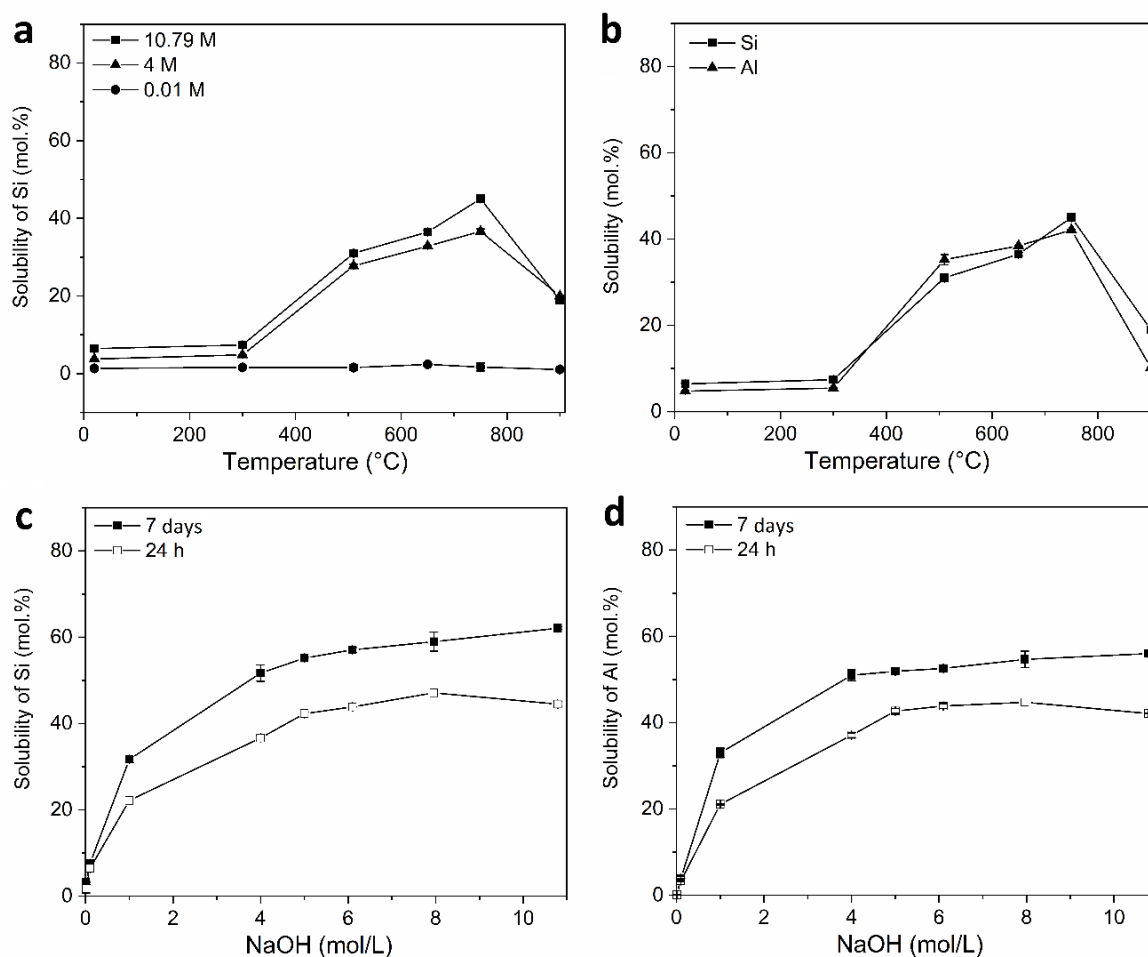 a
10.79 M
4 M
0.01 M
80
60
40
20
0
Solubility of Si (mol.%)
0 200 400 600 800
Temperature (°C)
b
Si
Al
80
60
40
20
0
Solubility (mol.%)
0 200 400 600 800
Temperature (°C)
c
7 days
24 h
80
60
40
20
0
Solubility of Si (mol.%)
0 2 4 6 8 10
NaOH (mol/L)
d
7 days
24 h
80
60
40
20
0
Solubility of Al (mol.%)
0 2 4 6 8 10
NaOH (mol/L)